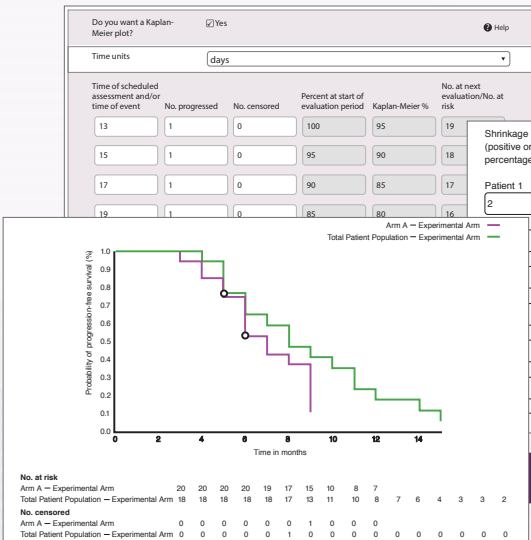 Do you want a Kaplan-
Meier plot?
Yes
Help
Time units
days
Time of scheduled
assessment and/or
time of event
No. progressed
No. censored
Percent at start of
evaluation period
Kaplan-Meier %
No. at next
evaluation/No. at
risk
13 1 0 100 95 19
15 1 0 95 90 18
17 1 0 90 85 17
19 1 0 85 80 16
Shrinkage
(positive or
percentage
Patient 1
2
Arm A — Experimental Arm
Total Patient Population — Experimental Arm
Probability of progression-free survival (%)
1.0
0.9
0.8
0.7
0.6
0.5
0.4
0.3
0.2
0.1
0.0
0 2 4 6 8 10 12 14
Time in months
No. at risk
Arm A — Experimental Arm 20 20 20 20 19 17 15 10 8 7
Total Patient Population — Experimental Arm 18 18 18 18 18 17 13 11 10 8 7 6 4 3 3 2
No. censored
Arm A — Experimental Arm 0 0 0 0 0 0 1 0 0 0
Total Patient Population — Experimental Arm 0 0 0 0 0 1 0 0 0 0 0 0 0 0 0 0